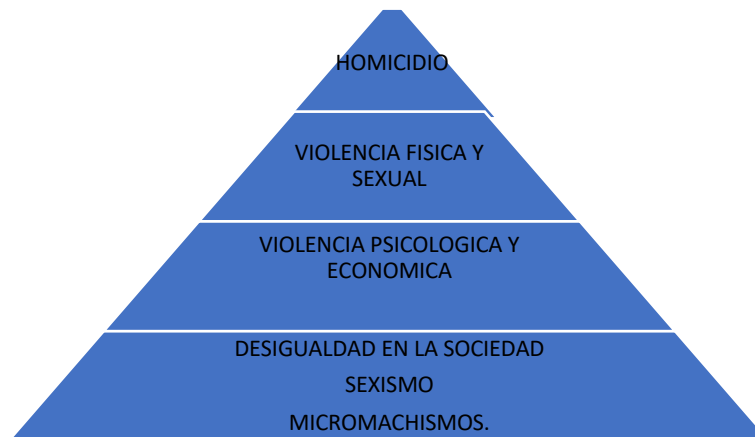 HOMICIDIO
VIOLENCIA FISICA Y
SEXUAL
VIOLENCIA PSICOLOGICA Y
ECONOMICA
DESIGUALDAD EN LA SOCIEDAD
SEXISMO
MICROMACHISMOS.